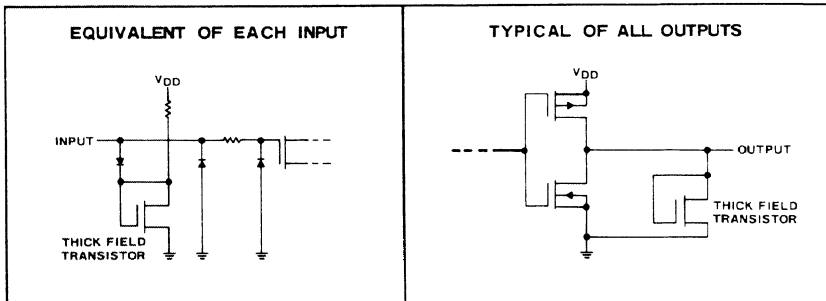 EQUIVALENT OF EACH INPUT
VDD
INPUT
THICK FIELD
TRANSISTOR
TYPICAL OF ALL OUTPUTS
VDD
OUTPUT
THICK FIELD
TRANSISTOR